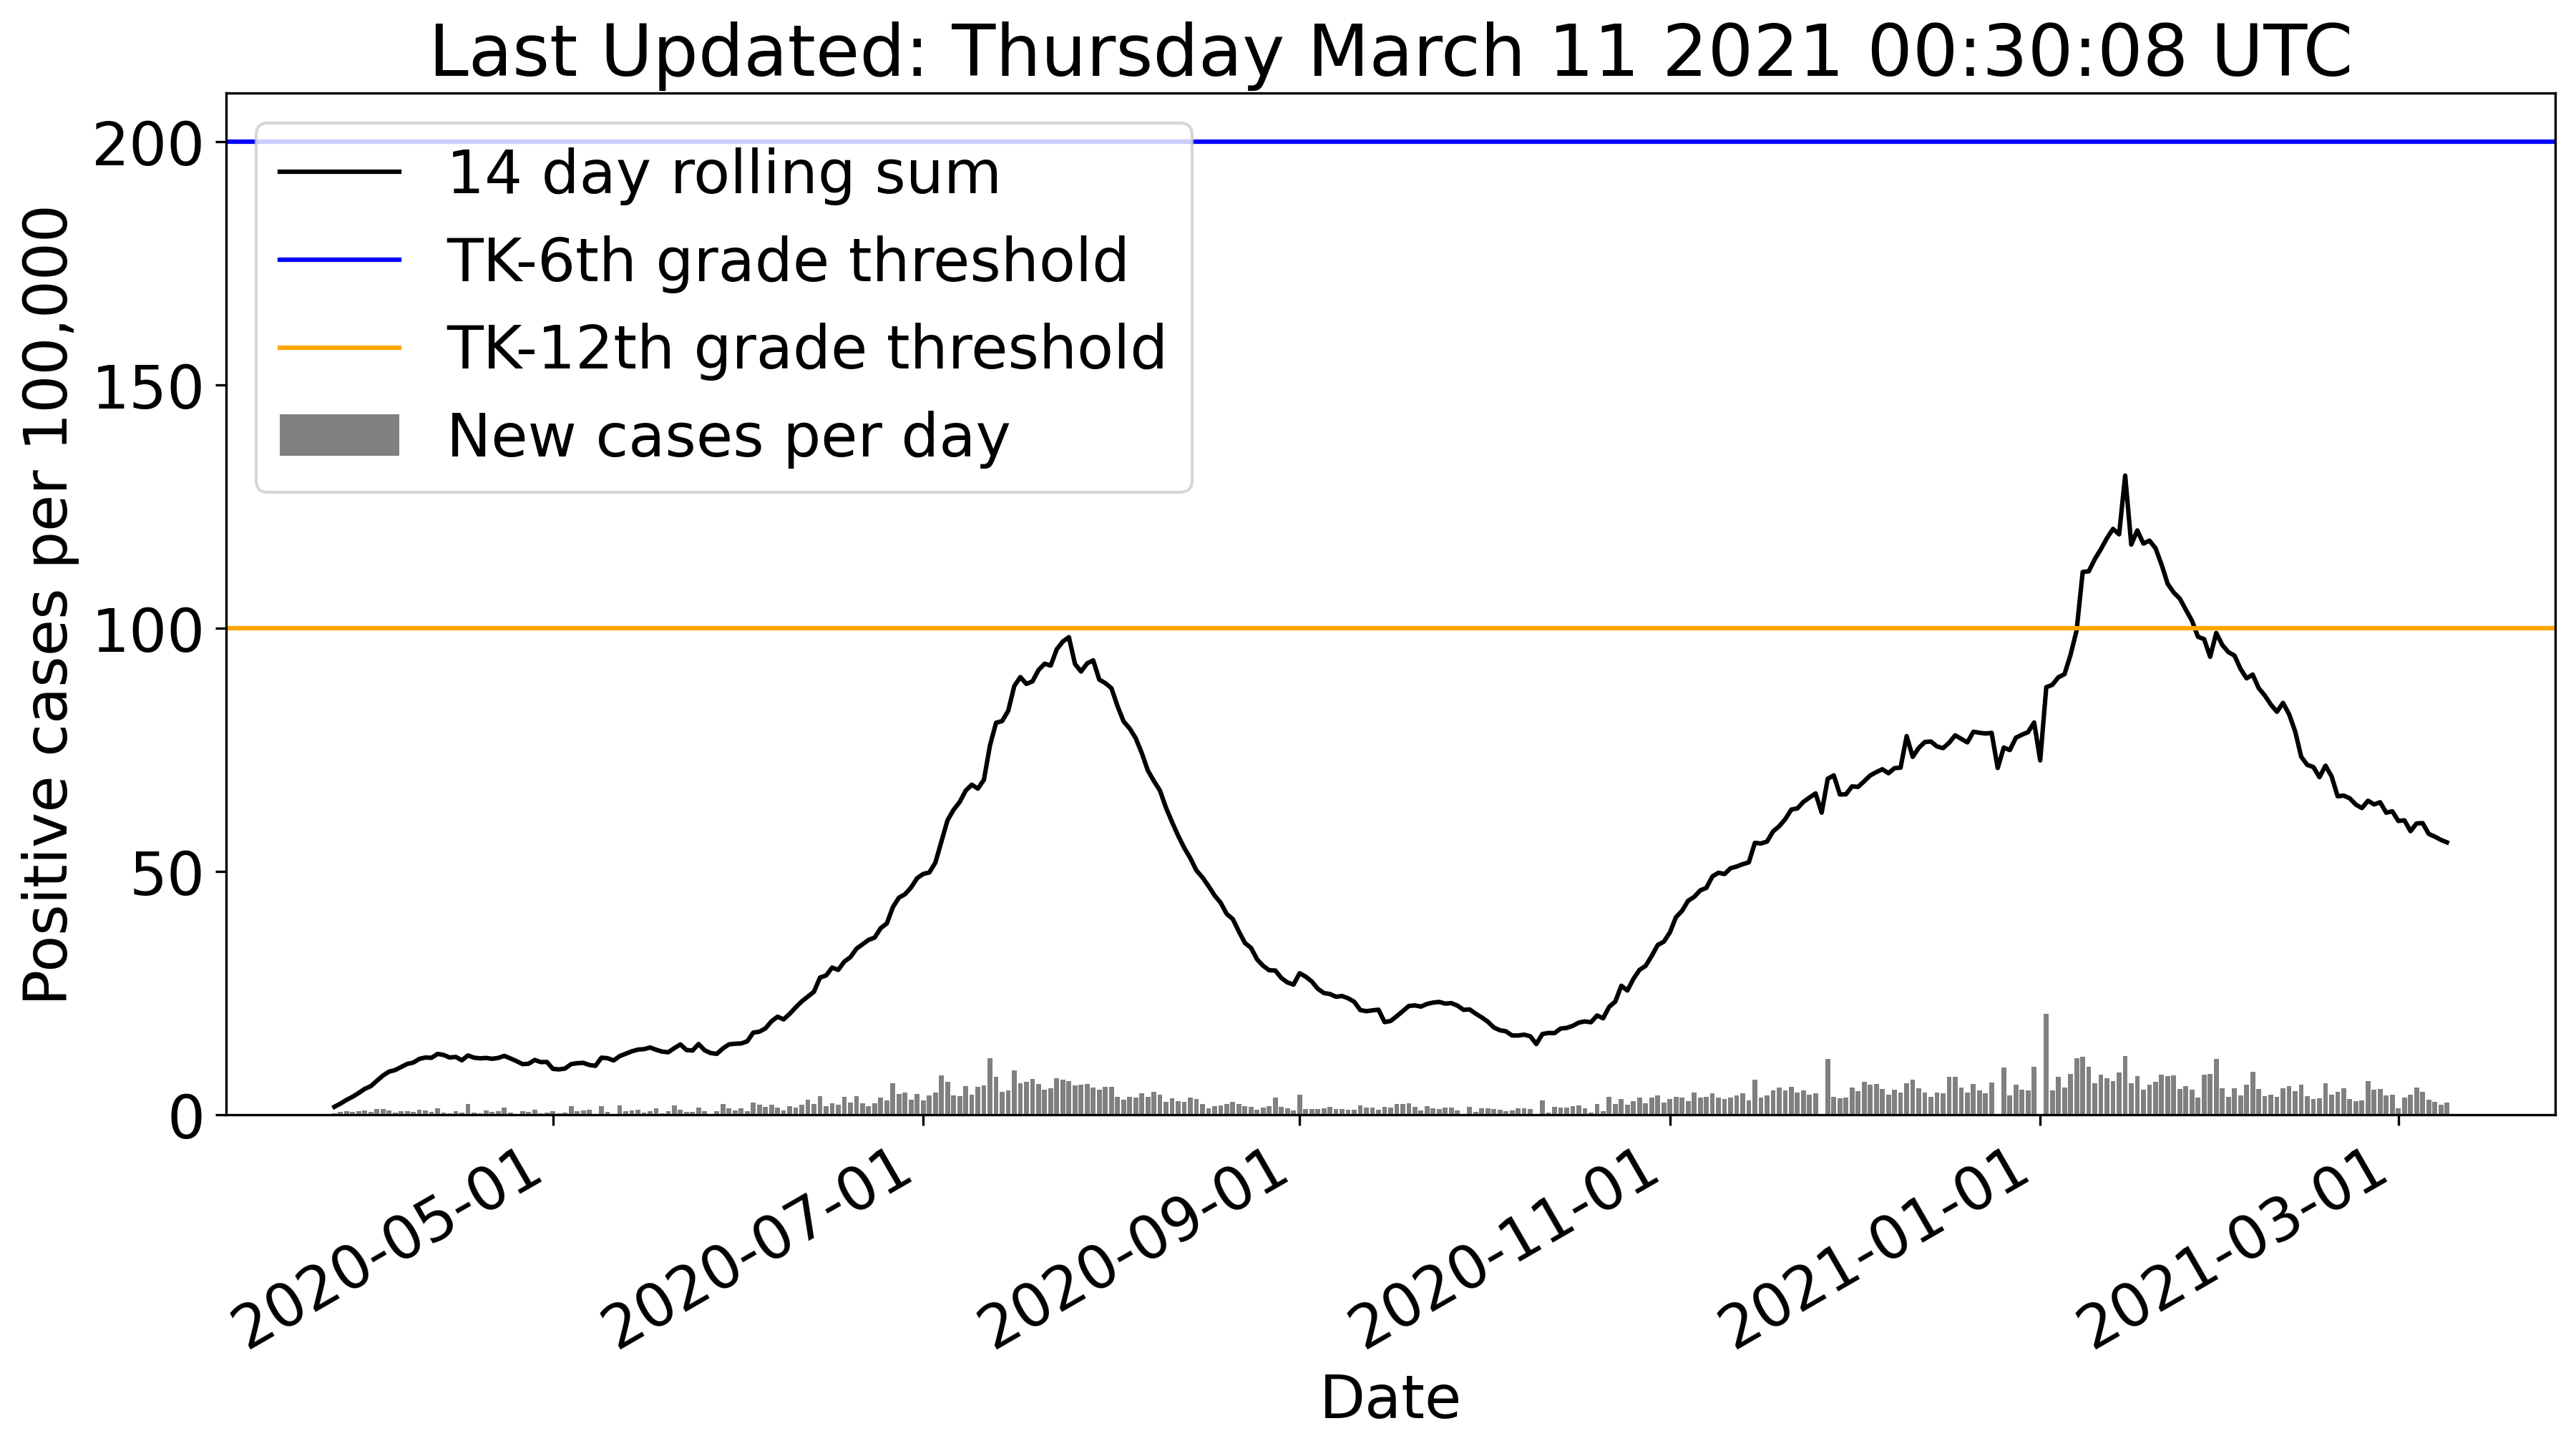 Last Updated: Thursday March 11 2021 00:30:08 UTC
14 day rolling sum
TK-6th grade threshold
TK-12th grade threshold
New cases per day
Positive cases per 100,000
200
150
100
50
0
2020-05-01
2020-07-01
2020-09-01
2020-11-01
2021-01-01
2021-03-01
Date